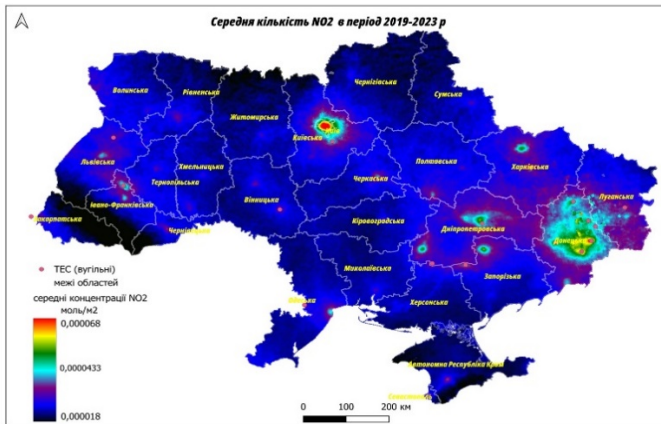 Середня кількість NO2 в період 2019-2023 р
Волинська
Рівненська
Житомирська
Київська
Чернігівська
Сумська
Львівська
Тернопільська
Хмельницька
Вінницька
Черкаська
Полтавська
Харківська
Луганська
Івано-Франківська
Чернівецька
Кіровоградська
Дніпропетровська
Донецька
Миколаївська
Запорізька
Херсонська
Одеська
Автономна Республіка Крим
ТЕС (вугільні)
межі областей
середні концентрації NO2
моль/м2
0,000068
0,0000433
0,000018
0 100 200 км